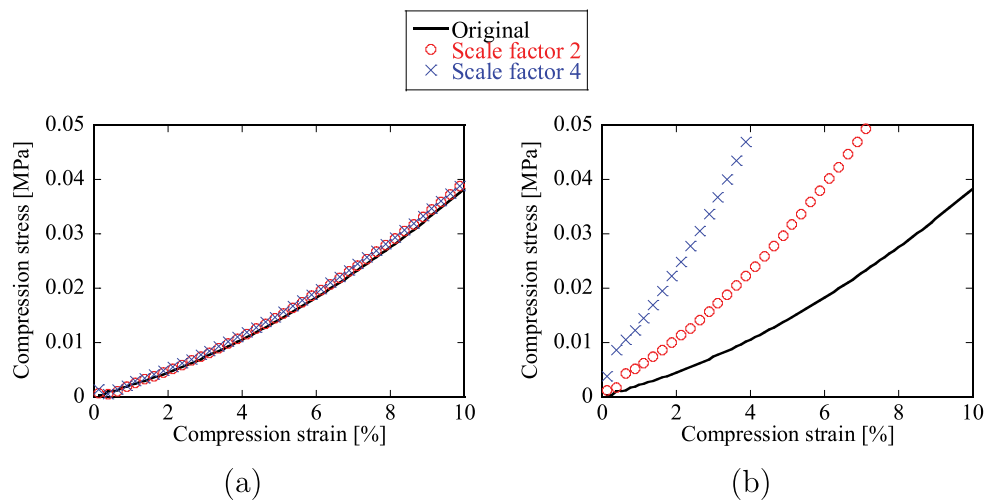 Original
Scale factor 2
Scale factor 4
0.05
0.04
0.03
0.02
0.01
0
0 2 4 6 8 10
Compression stress [MPa]
Compression strain [%]
(a)
0.05
0.04
0.03
0.02
0.01
0
0 2 4 6 8 10
Compression stress [MPa]
Compression strain [%]
(b)